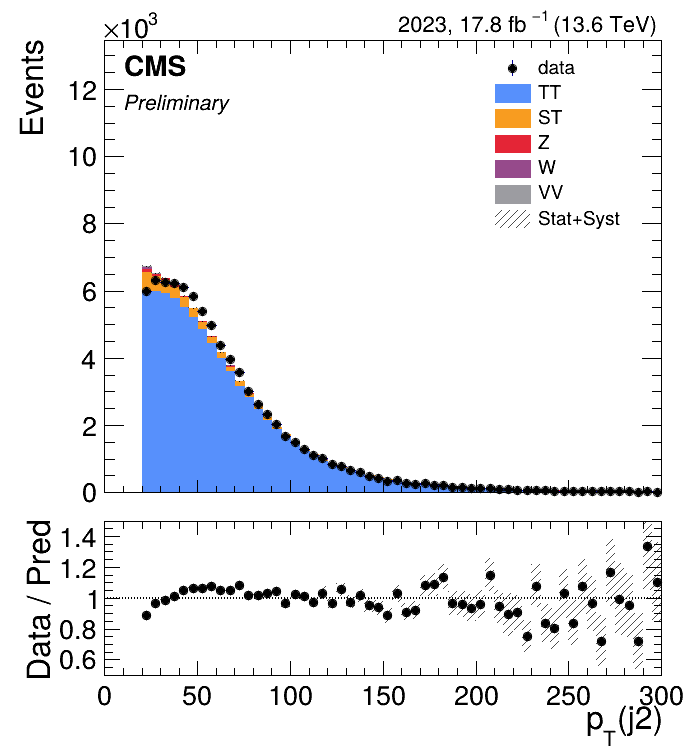 ×10³
2023, 17.8 fb⁻¹ (13.6 TeV)
Events
CMS
Preliminary
data
TT
ST
Z
W
VV
Stat+Syst
12
10
8
6
4
2
0
Data / Pred
1.4
1.2
1
0.8
0.6
0 50 100 150 200 250 300
p_T(j2)